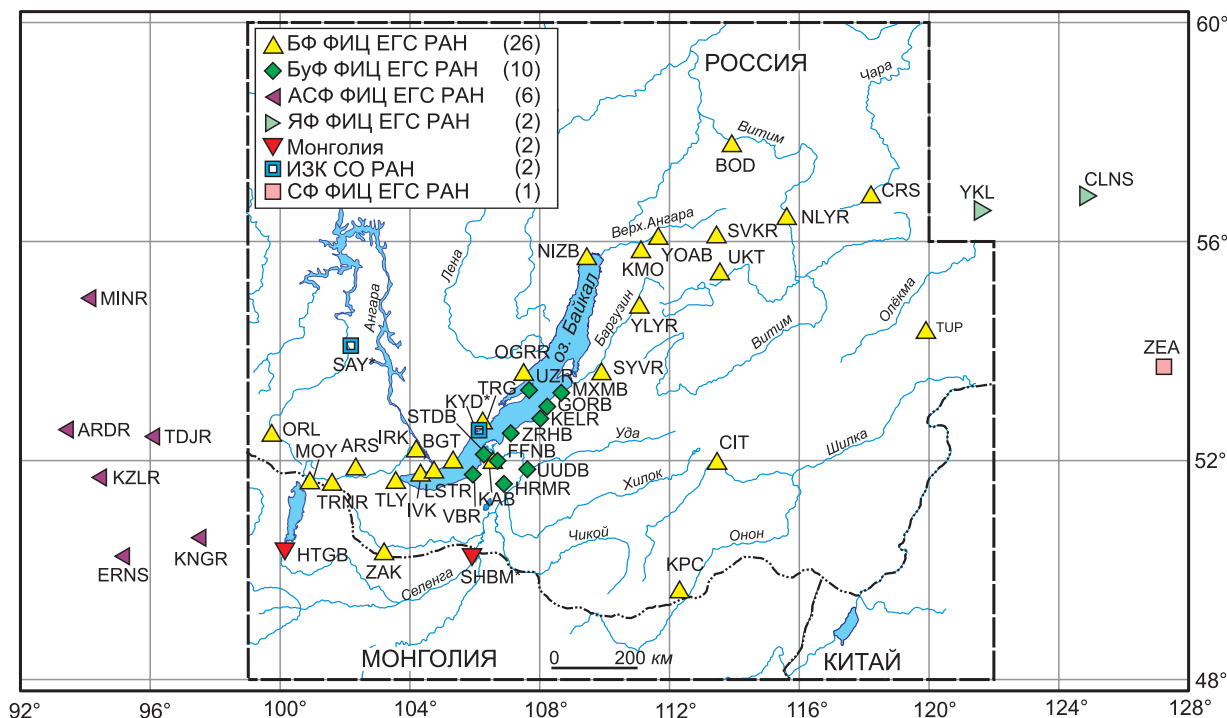 60°
БФ ФИЦ ЕГС РАН (26)
БуФ ФИЦ ЕГС РАН (10)
АСФ ФИЦ ЕГС РАН (6)
ЯФ ФИЦ ЕГС РАН (2)
Монголия (2)
ИЗК СО РАН (2)
СФ ФИЦ ЕГС РАН (1)
РОССИЯ
Чара
Витим
BOD
CRS
YKL
CLNS
NLYR
Верх.Ангара
SVKR
56°
NIZB
KMO
YOAB
UKT
Лена
Ангара
оз. Байкал
Баргузин
YLYR
Витим
Олёкма
MINR
TUP
SAY*
ZEA
OGRR
UZR
SYVR
TRG
MXMB
KYD*
GORB
STDB
KELR
ARDR
TDJR
ORL
MOY
ARS
IRK
BGT
ZRHB
Уда
CIT
Шилка
FFNB
52°
KZLR
UUDB
Хилок
TRNR
TLY
IVK
LSTR
KAB
HRMR
VBR
KNGR
ERNS
HTGB
ZAK
Селенга
SHBM*
Чикой
Онон
KPC
МОНГОЛИЯ
0 200 км
КИТАЙ
48°
92° 96° 100° 104° 108° 112° 116° 120° 124° 128°